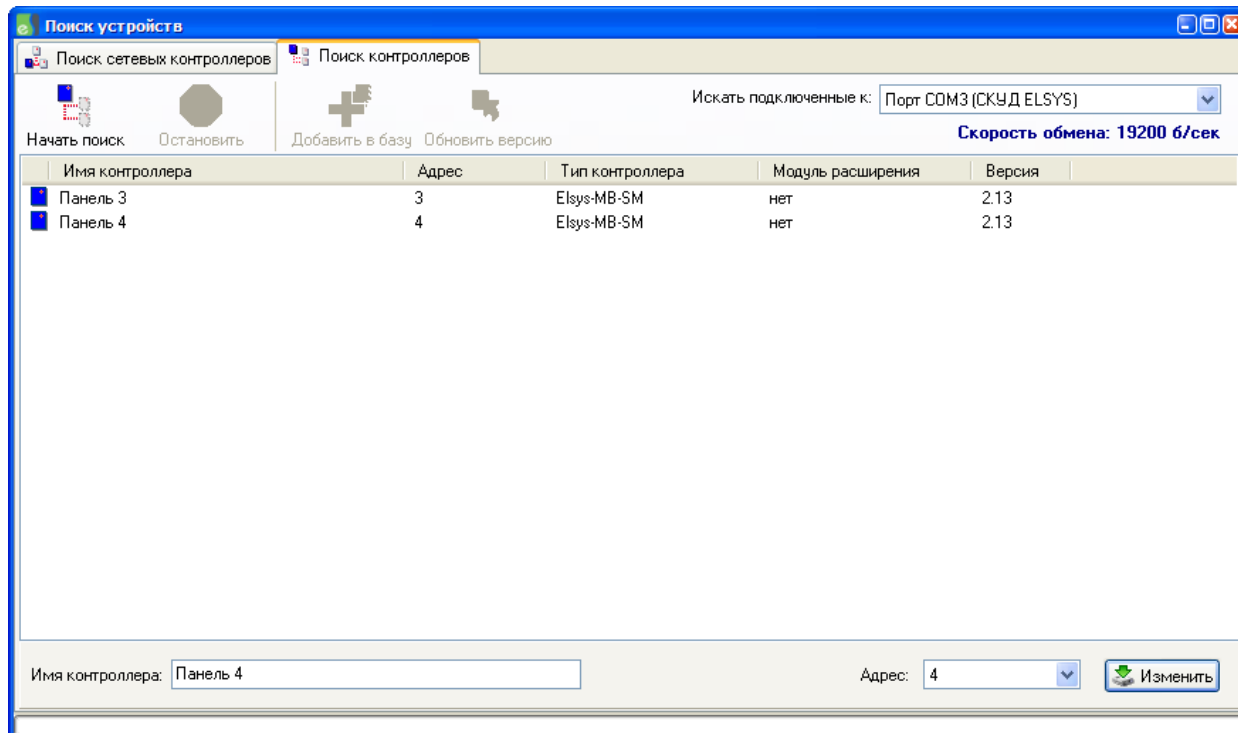 Поиск устройств
Поиск сетевых контроллеров Поиск контроллеров
Искать подключенные к: Порт COM3 (СКУД ELSYS)
Начать поиск Остановить Добавить в базу Обновить версию Скорость обмена: 19200 б/сек
Имя контроллера Адрес Тип контроллера Модуль расширения Версия
Панель 3 3 Elsys-MB-SM нет 2.13
Панель 4 4 Elsys-MB-SM нет 2.13
Имя контроллера: Панель 4 Адрес: 4 Изменить